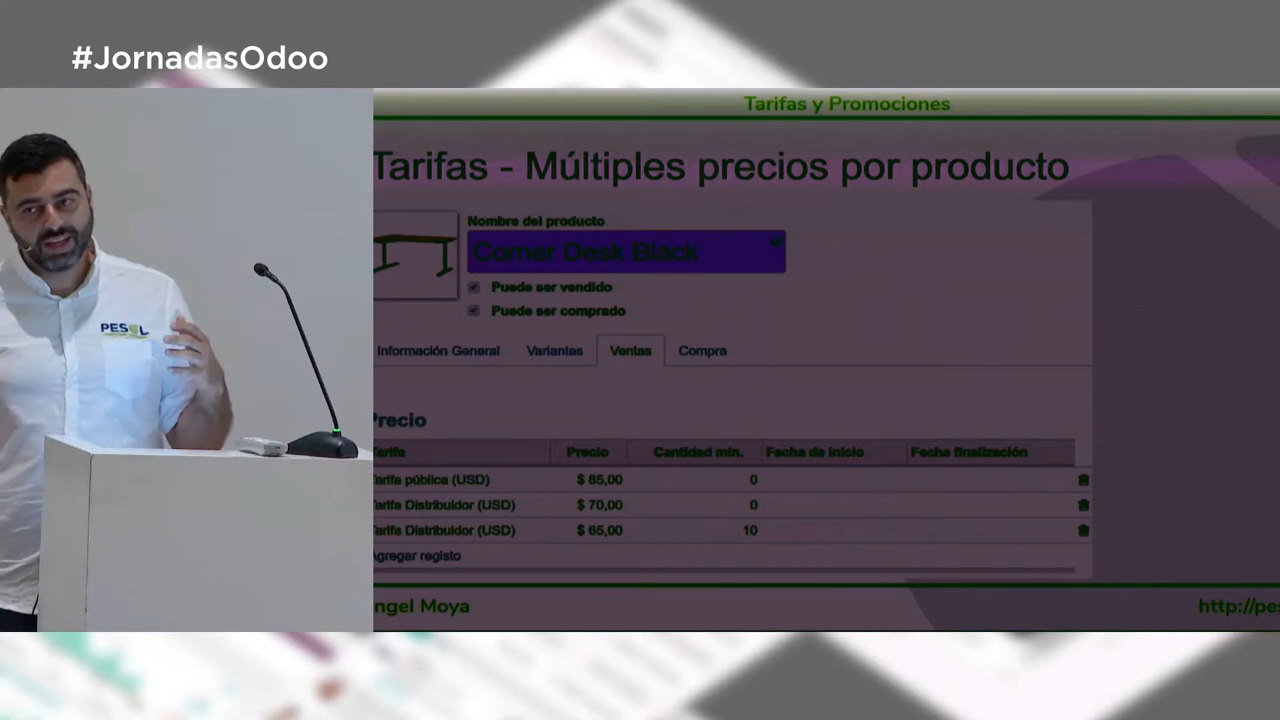 #JornadasOdoo
Tarifas y Promociones
Tarifas - Múltiples precios por producto
Nombre del producto
Corner Desk Black
Puede ser vendido
Puede ser comprado
Información General Variantes Ventas Compra
Precio
Tarifa Precio Cantidad min. Fecha de inicio Fecha finalización
Tarifa pública (USD) $ 85,00 0
Tarifa Distribuidor (USD) $ 70,00 0
Tarifa Distribuidor (USD) $ 65,00 10
Agregar registo
ngel Moya http://pes
PESOL